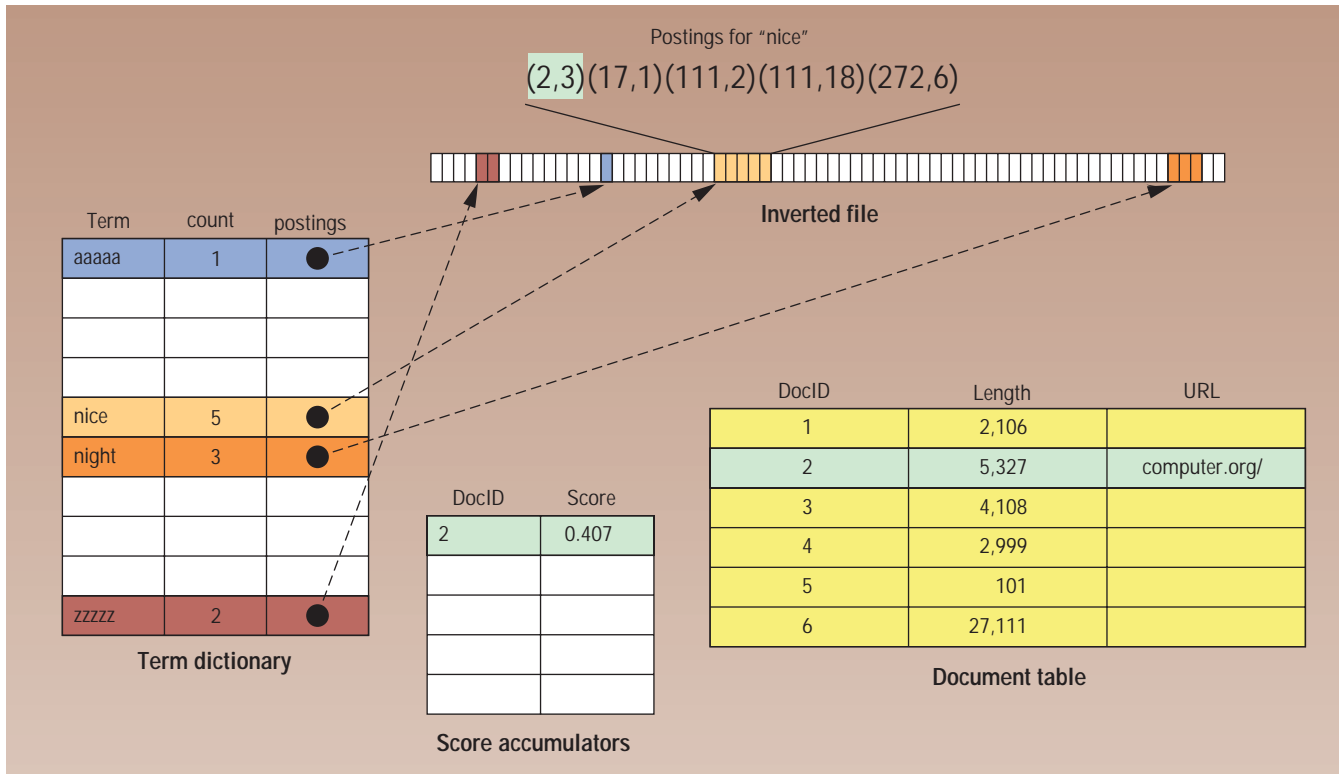 Postings for “nice”
(2,3)(17,1)(111,2)(111,18)(272,6)
Inverted file
Term count postings
aaaaa 1
nice 5
night 3
zzzzz 2
Term dictionary
DocID Score
2 0.407
Score accumulators
DocID Length URL
1 2,106
2 5,327 computer.org/
3 4,108
4 2,999
5 101
6 27,111
Document table